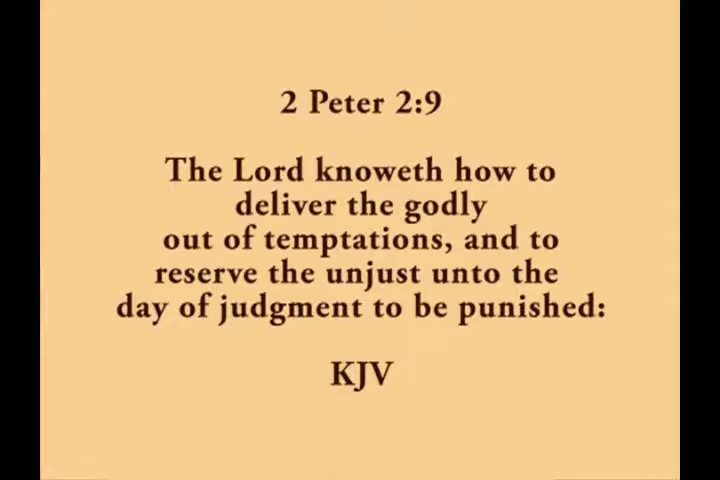 2 Peter 2:9
The Lord knoweth how to
deliver the godly
out of temptations, and to
reserve the unjust unto the
day of judgment to be punished:
KJV